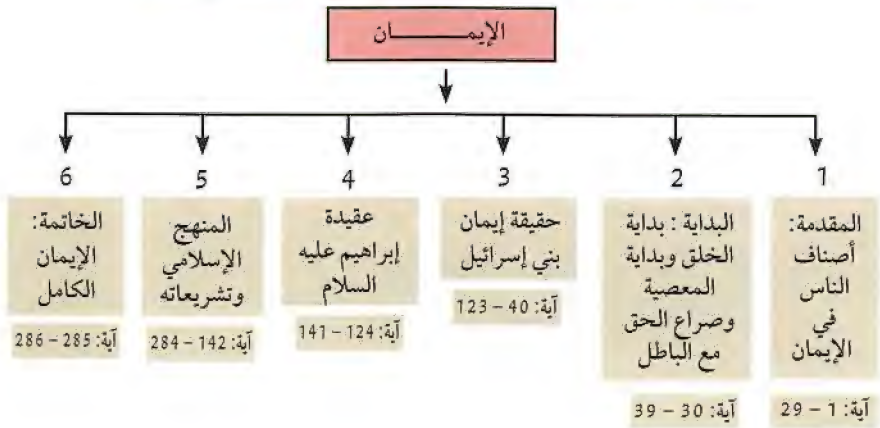 الإيمـــــان
1
المقدمة:
أصناف
الناس
في
الإيمان
آية: 1 – 29
2
البداية : بداية
الخلق وبداية
المعصية
وصراع الحق
مع الباطل
آية: 30 – 39
3
حقيقة إيمان
بني إسرائيل
آية: 40 – 123
4
عقيدة
إبراهيم عليه
السلام
آية: 124 – 141
5
المنهج
الإسلامي
وتشريعاته
آية: 142 – 284
6
الخاتمة:
الإيمان
الكامل
آية: 285 – 286